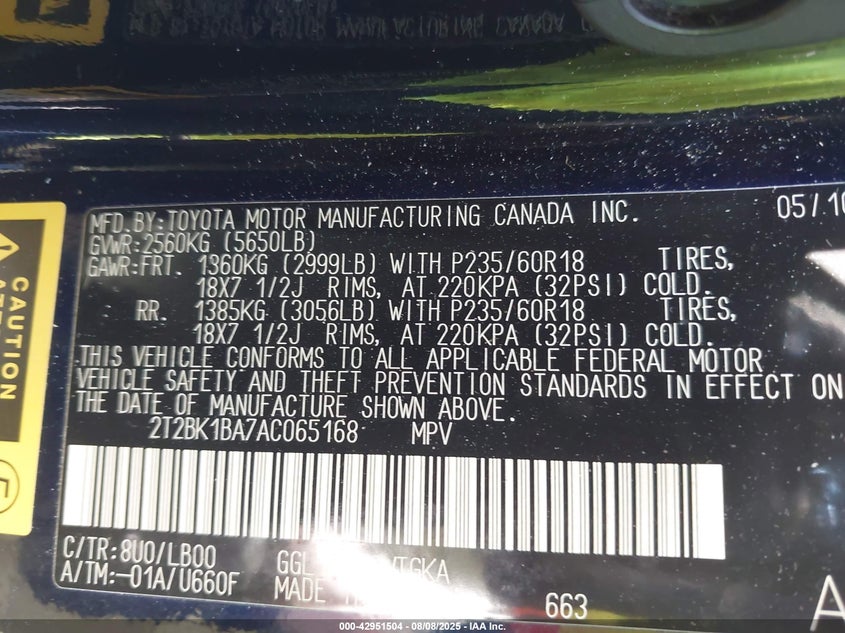 MFD. BY: TOYOTA MOTOR MANUFACTURING CANADA INC. 05/10
GVWR: 2560KG (5650LB)
GAWR: FRT. 1360KG (2999LB) WITH P235/60R18 TIRES,
18X7 1/2J RIMS, AT 220KPA (32PSI) COLD.
RR. 1385KG (3056LB) WITH P235/60R18 TIRES,
18X7 1/2J RIMS, AT 220KPA (32PSI) COLD.
THIS VEHICLE CONFORMS TO ALL APPLICABLE FEDERAL MOTOR
VEHICLE SAFETY AND THEFT PREVENTION STANDARDS IN EFFECT ON
THE DATE OF MANUFACTURE SHOWN ABOVE.
2T2BK1BA7AC065168 MPV
C/TR: 8U0/LB00
A/TM: -01A/U660F
MADE
663
CAUTION
000-42951504 - 08/08/2025 - IAA Inc.